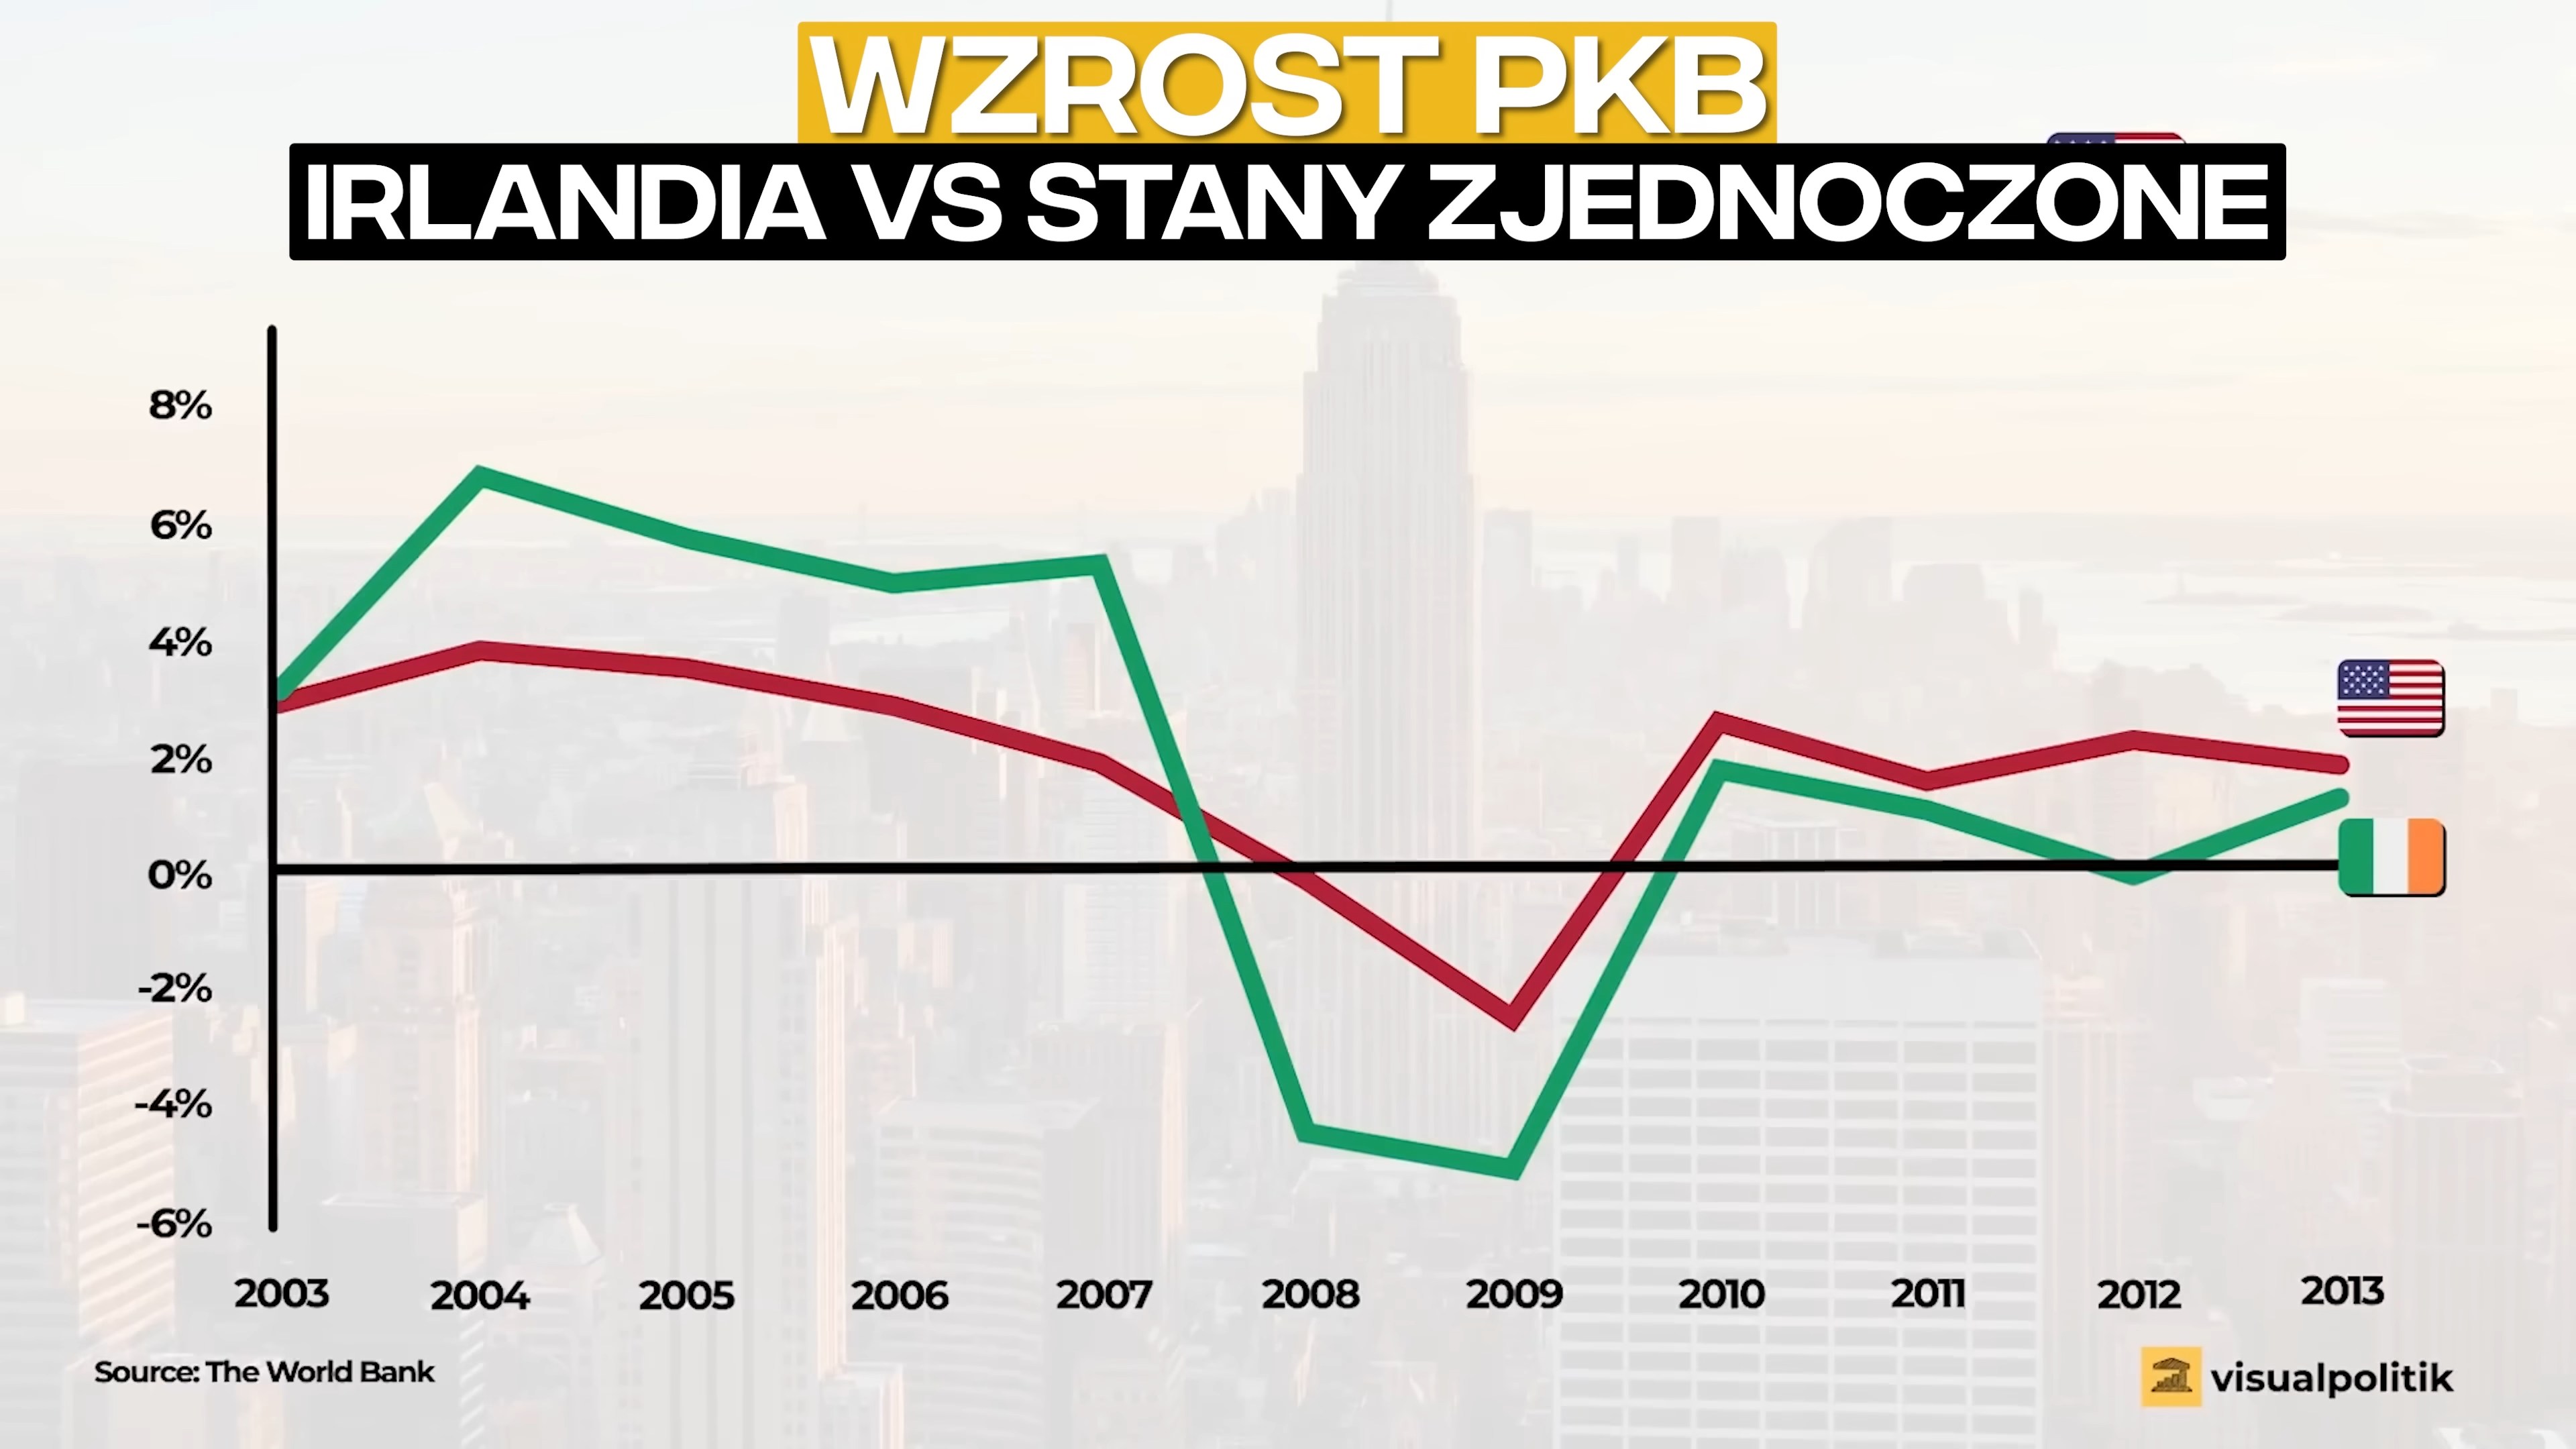 WZROST PKB
IRLANDIA VS STANY ZJEDNOCZONE
8%
6%
4%
2%
0%
-2%
-4%
-6%
2003 2004 2005 2006 2007 2008 2009 2010 2011 2012 2013
Source: The World Bank
visualpolitik